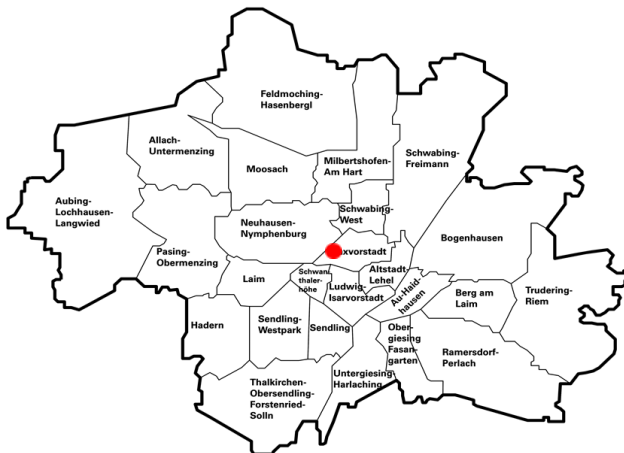 Feldmoching-
Hasenbergl
Allach-
Untermenzing
Moosach
Milbertshofen-
Am Hart
Schwabing-
Freimann
Aubing-
Lochhausen-
Langwied
Pasing-
Obermenzing
Neuhausen-
Nymphenburg
Schwabing-
West
xvorstadt
Bogenhausen
Laim
Schwan
thaler-
höhe
Ludwig-
Isarvorstadt
Altstadt-
Lehel
Au-Haid-
hausen
Berg am
Laim
Trudering-
Riem
Hadern
Sendling-
Westpark
Sendling
Ober-
giesing
Fasan-
garten
Ramersdorf-
Perlach
Untergiesing-
Harlaching
Thalkirchen-
Obersendling-
Forstenried-
Solln